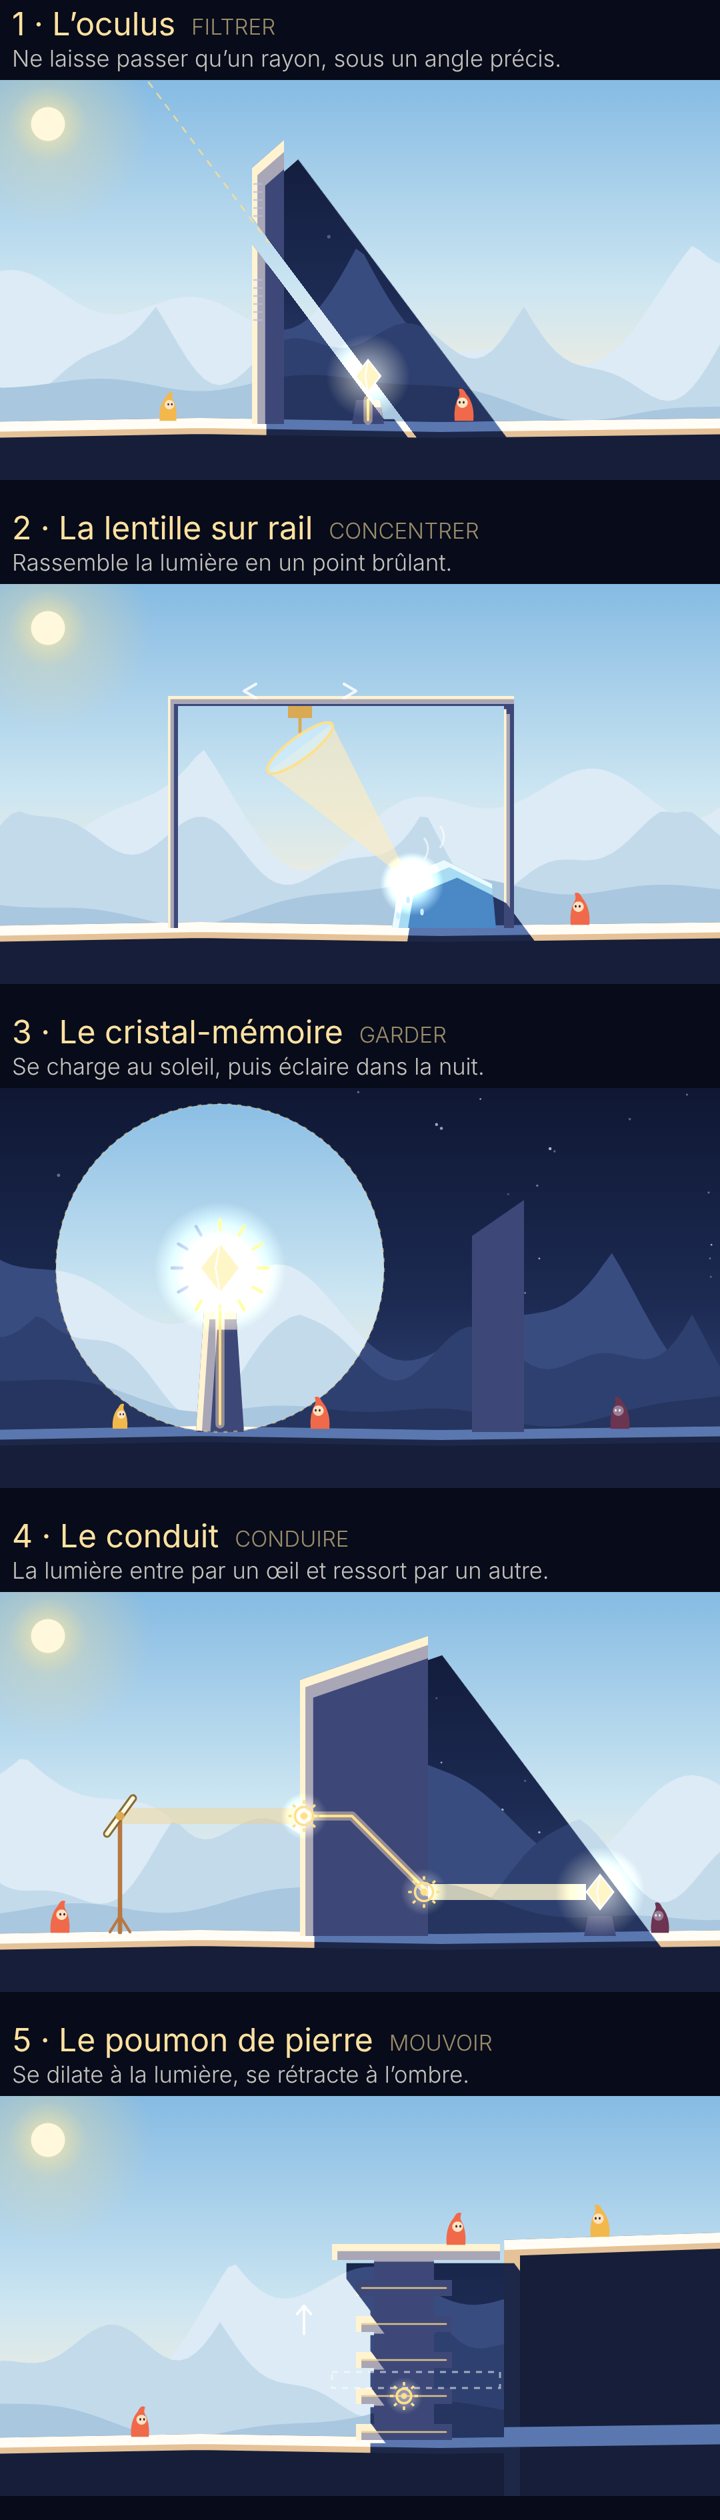 1 · L’oculus FILTRER
Ne laisse passer qu’un rayon, sous un angle précis.
2 · La lentille sur rail CONCENTRER
Rassemble la lumière en un point brûlant.
3 · Le cristal-mémoire GARDER
Se charge au soleil, puis éclaire dans la nuit.
4 · Le conduit CONDUIRE
La lumière entre par un œil et ressort par un autre.
5 · Le poumon de pierre MOUVOIR
Se dilate à la lumière, se rétracte à l’ombre.